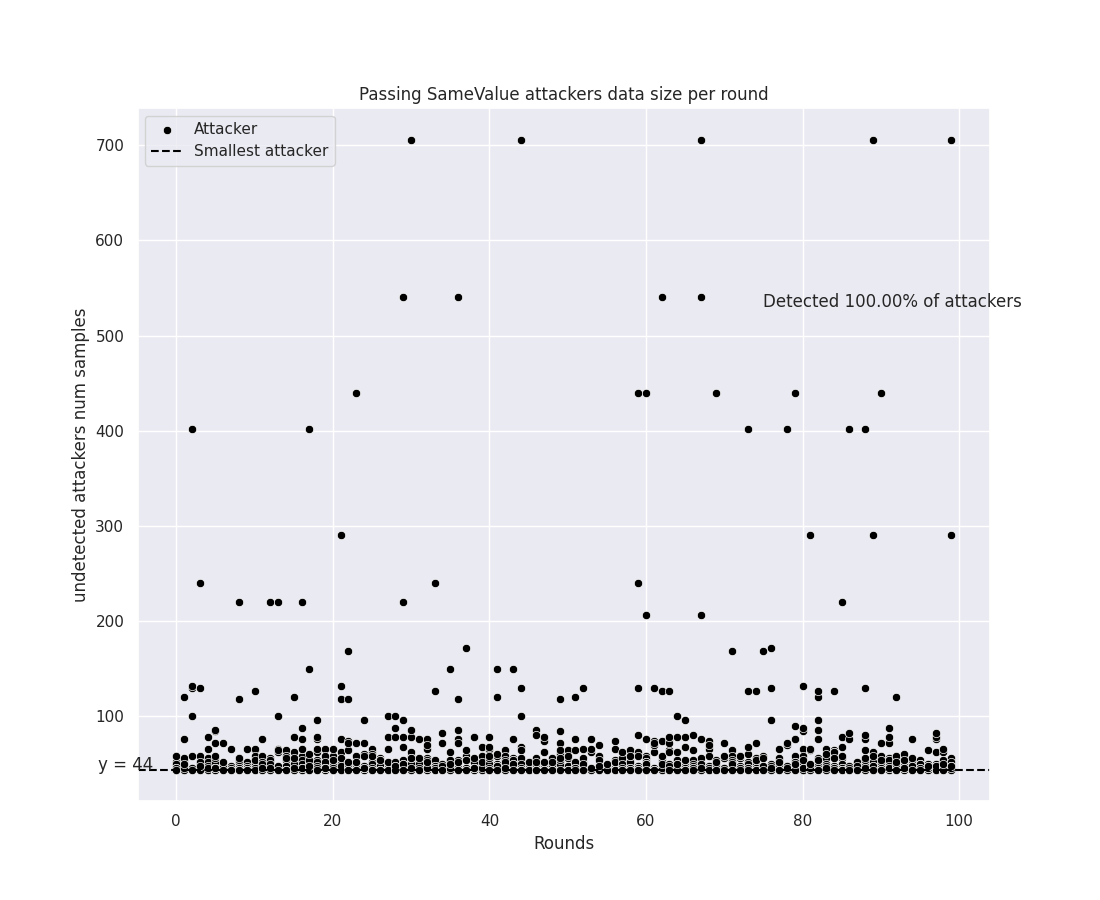 Passing SameValue attackers data size per round
Attacker
Smallest attacker
700
600
500
400
300
200
100
y = 44
undetected attackers num samples
Detected 100.00% of attackers
0
20
40
60
80
100
Rounds